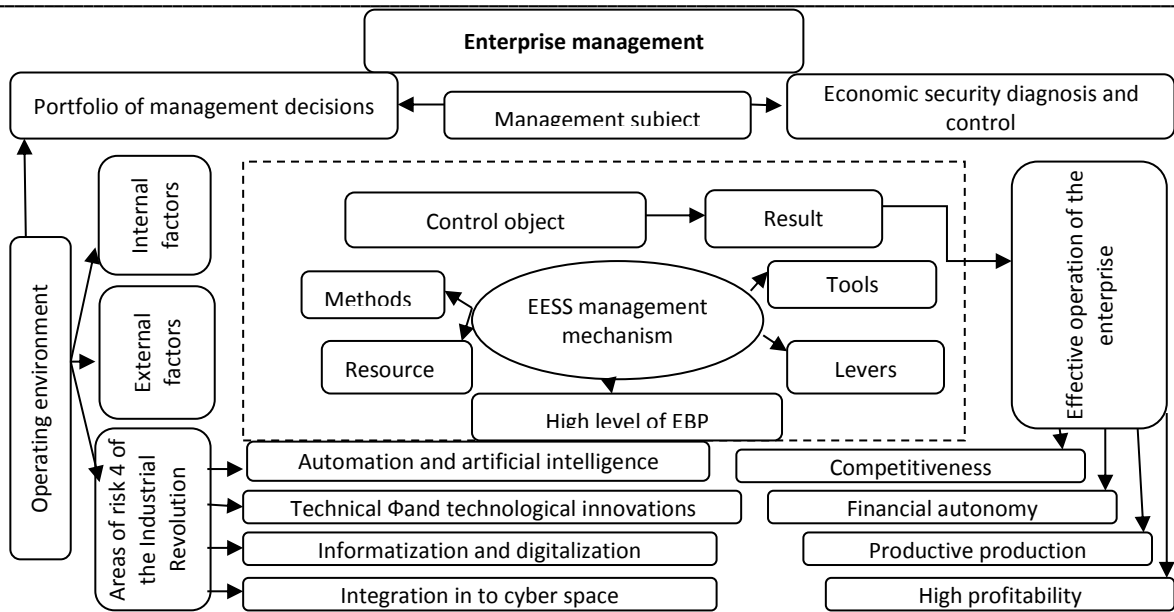 Enterprise management
Portfolio of management decisions
Management subject
Economic security diagnosis and
control
Operating environment
Internal
factors
External
factors
Areas of risk 4 of
the Industrial
Revolution
Control object
Result
Methods
EESS management
mechanism
Tools
Resource
Levers
High level of EBP
Effective operation of the
enterprise
Automation and artificial intelligence
Technical Фand technological innovations
Informatization and digitalization
Integration in to cyber space
Competitiveness
Financial autonomy
Productive production
High profitability